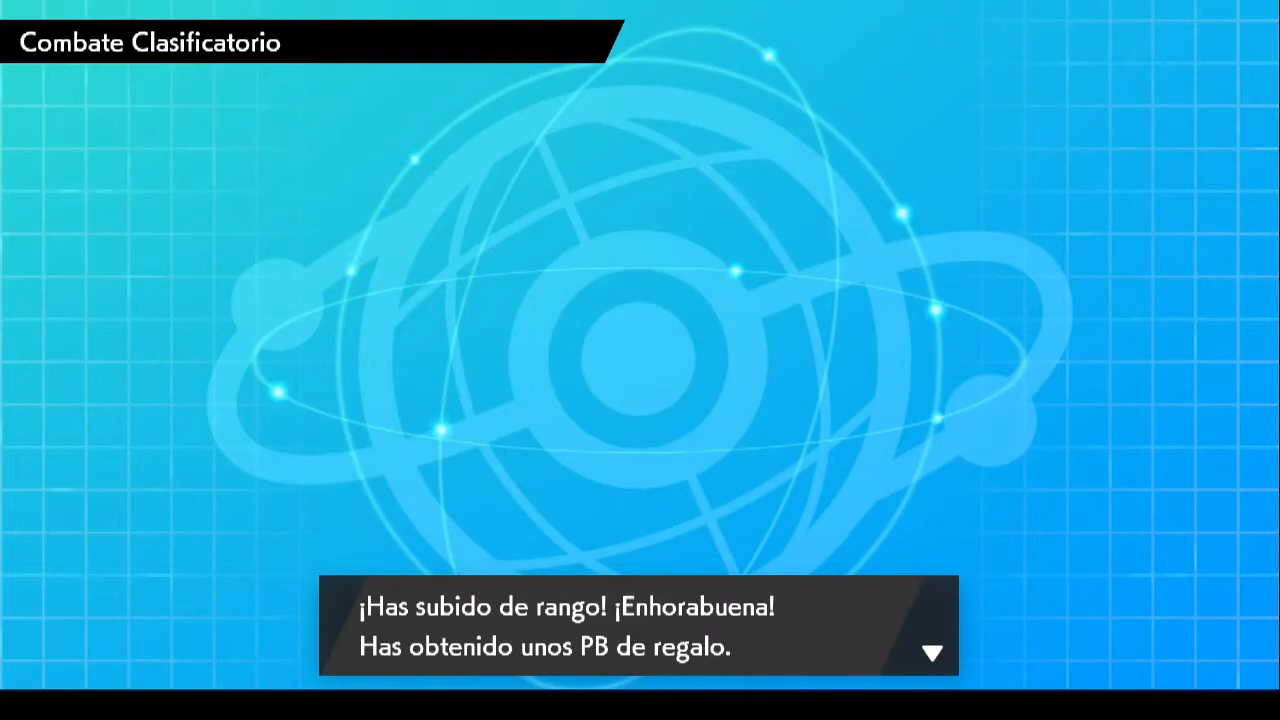 Combate Clasificatorio
¡Has subido de rango! ¡Enhorabuena!
Has obtenido unos PB de regalo.